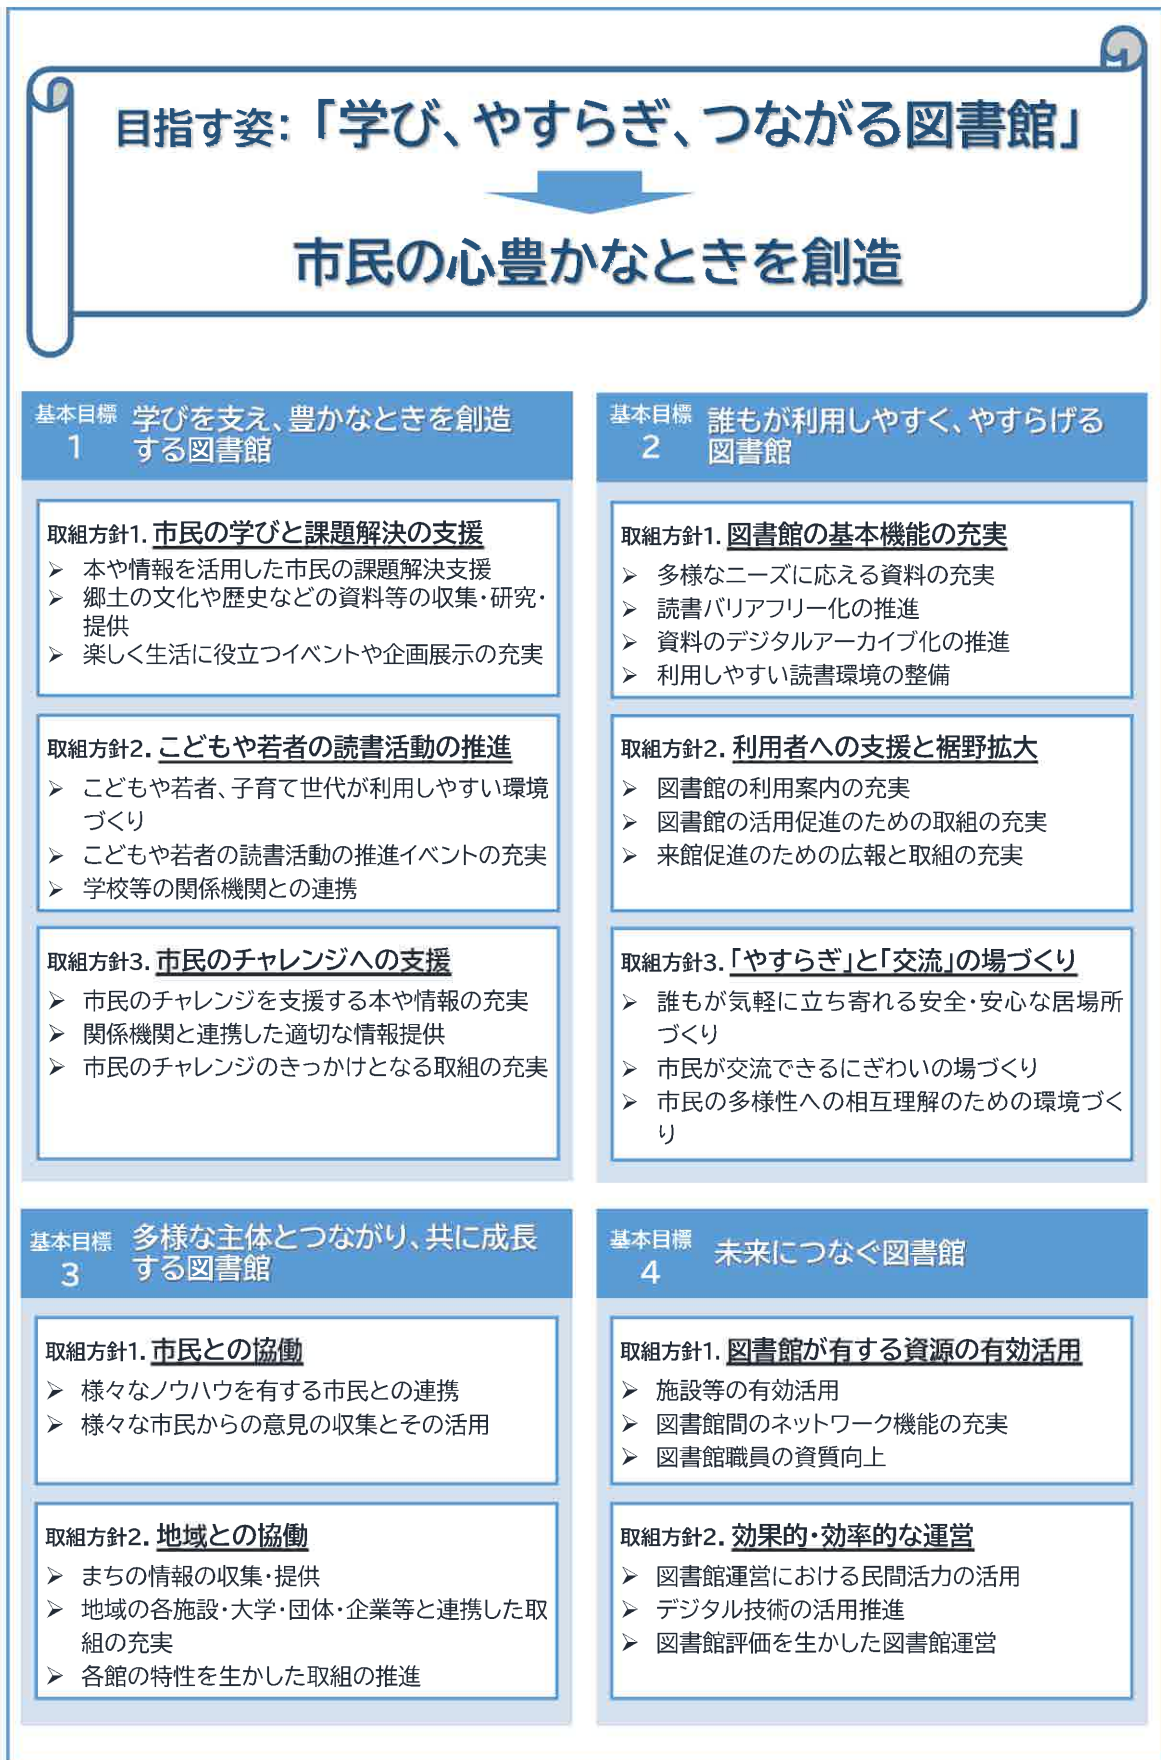 目指す姿：「学び、やすらぎ、つながる図書館」
市民の心豊かなときを創造
基本目標
1
学びを支え、豊かなときを創造
する図書館
取組方針1. 市民の学びと課題解決の支援
➢ 本や情報を活用した市民の課題解決支援
➢ 郷土の文化や歴史などの資料等の収集・研究・
提供
➢ 楽しく生活に役立つイベントや企画展示の充実
取組方針2. こどもや若者の読書活動の推進
➢ こどもや若者、子育て世代が利用しやすい環境
づくり
➢ こどもや若者の読書活動の推進イベントの充実
➢ 学校等の関係機関との連携
取組方針3. 市民のチャレンジへの支援
➢ 市民のチャレンジを支援する本や情報の充実
➢ 関係機関と連携した適切な情報提供
➢ 市民のチャレンジのきっかけとなる取組の充実
基本目標
2
誰もが利用しやすく、やすらげる
図書館
取組方針1. 図書館の基本機能の充実
➢ 多様なニーズに応える資料の充実
➢ 読書バリアフリー化の推進
➢ 資料のデジタルアーカイブ化の推進
➢ 利用しやすい読書環境の整備
取組方針2. 利用者への支援と裾野拡大
➢ 図書館の利用案内の充実
➢ 図書館の活用促進のための取組の充実
➢ 来館促進のための広報と取組の充実
取組方針3. 「やすらぎ」と「交流」の場づくり
➢ 誰もが気軽に立ち寄れる安全・安心な居場所
づくり
➢ 市民が交流できるにぎわいの場づくり
➢ 市民の多様性への相互理解のための環境づく
り
基本目標
3
多様な主体とつながり、共に成長
する図書館
取組方針1. 市民との協働
➢ 様々なノウハウを有する市民との連携
➢ 様々な市民からの意見の収集とその活用
取組方針2. 地域との協働
➢ まちの情報の収集・提供
➢ 地域の各施設・大学・団体・企業等と連携した取
組の充実
➢ 各館の特性を生かした取組の推進
基本目標
4
未来につなぐ図書館
取組方針1. 図書館が有する資源の有効活用
➢ 施設等の有効活用
➢ 図書館間のネットワーク機能の充実
➢ 図書館職員の資質向上
取組方針2. 効果的・効率的な運営
➢ 図書館運営における民間活力の活用
➢ デジタル技術の活用推進
➢ 図書館評価を生かした図書館運営